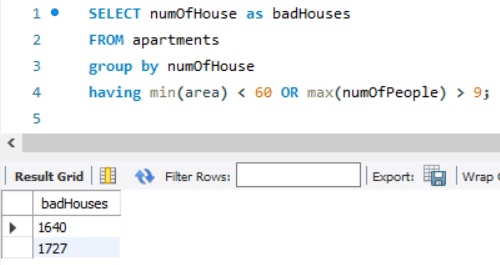 1 SELECT numOfHouse as badHouses
2 FROM apartments
3 group by numOfHouse
4 having min(area) < 60 OR max(numOfPeople) > 9;
5
Result Grid Filter Rows: Export: Wrap C
badHouses
1640
1727